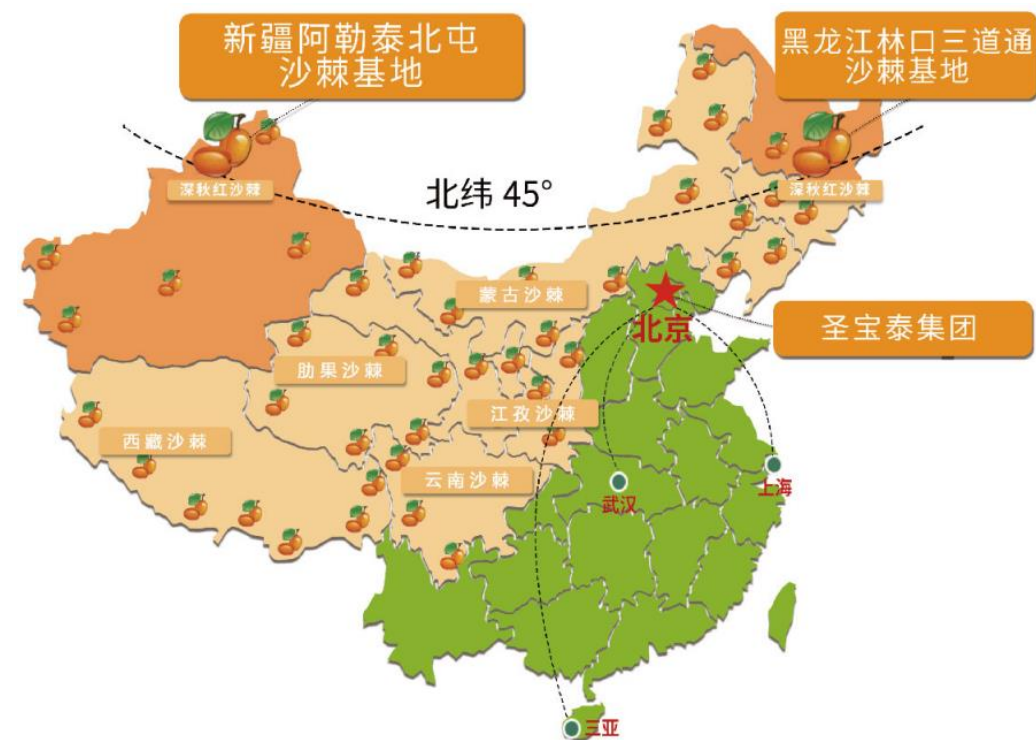 新疆阿勒泰北屯
沙棘基地
黑龙江林口三道通
沙棘基地
深秋红沙棘
北纬 45°
深秋红沙棘
蒙古沙棘
北京
圣宝泰集团
肋果沙棘
江孜沙棘
西藏沙棘
云南沙棘
武汉
上海
三亚